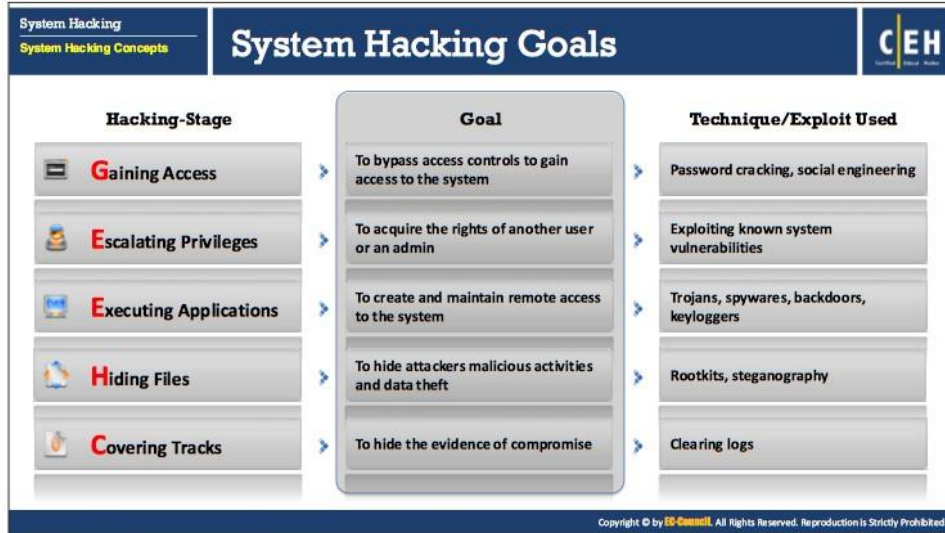 System Hacking
System Hacking Concepts
System Hacking Goals
CEH
Certified Ethical Hacker
Hacking-Stage
Goal
Technique/Exploit Used
Gaining Access
To bypass access controls to gain
access to the system
Password cracking, social engineering
Escalating Privileges
To acquire the rights of another user
or an admin
Exploiting known system
vulnerabilities
Executing Applications
To create and maintain remote access
to the system
Trojans, spywares, backdoors,
keyloggers
Hiding Files
To hide attackers malicious activities
and data theft
Rootkits, steganography
Covering Tracks
To hide the evidence of compromise
Clearing logs
Copyright © by EC-Council. All Rights Reserved. Reproduction is Strictly Prohibited.